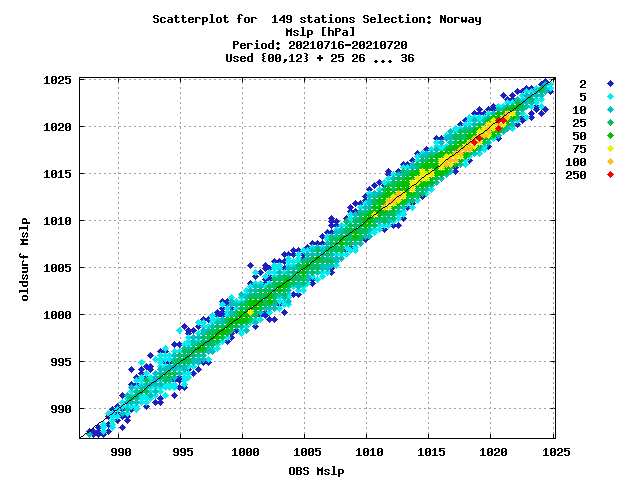 Scatterplot for  149 stations Selection: Norway
Mslp [hPa]
Period: 20210716-20210720
Used {00,12} + 25 26 ... 36
2
5
10
25
50
75
100
250
1025
1020
1015
1010
1005
1000
995
990
oldsurf Mslp
990 995 1000 1005 1010 1015 1020 1025
OBS Mslp